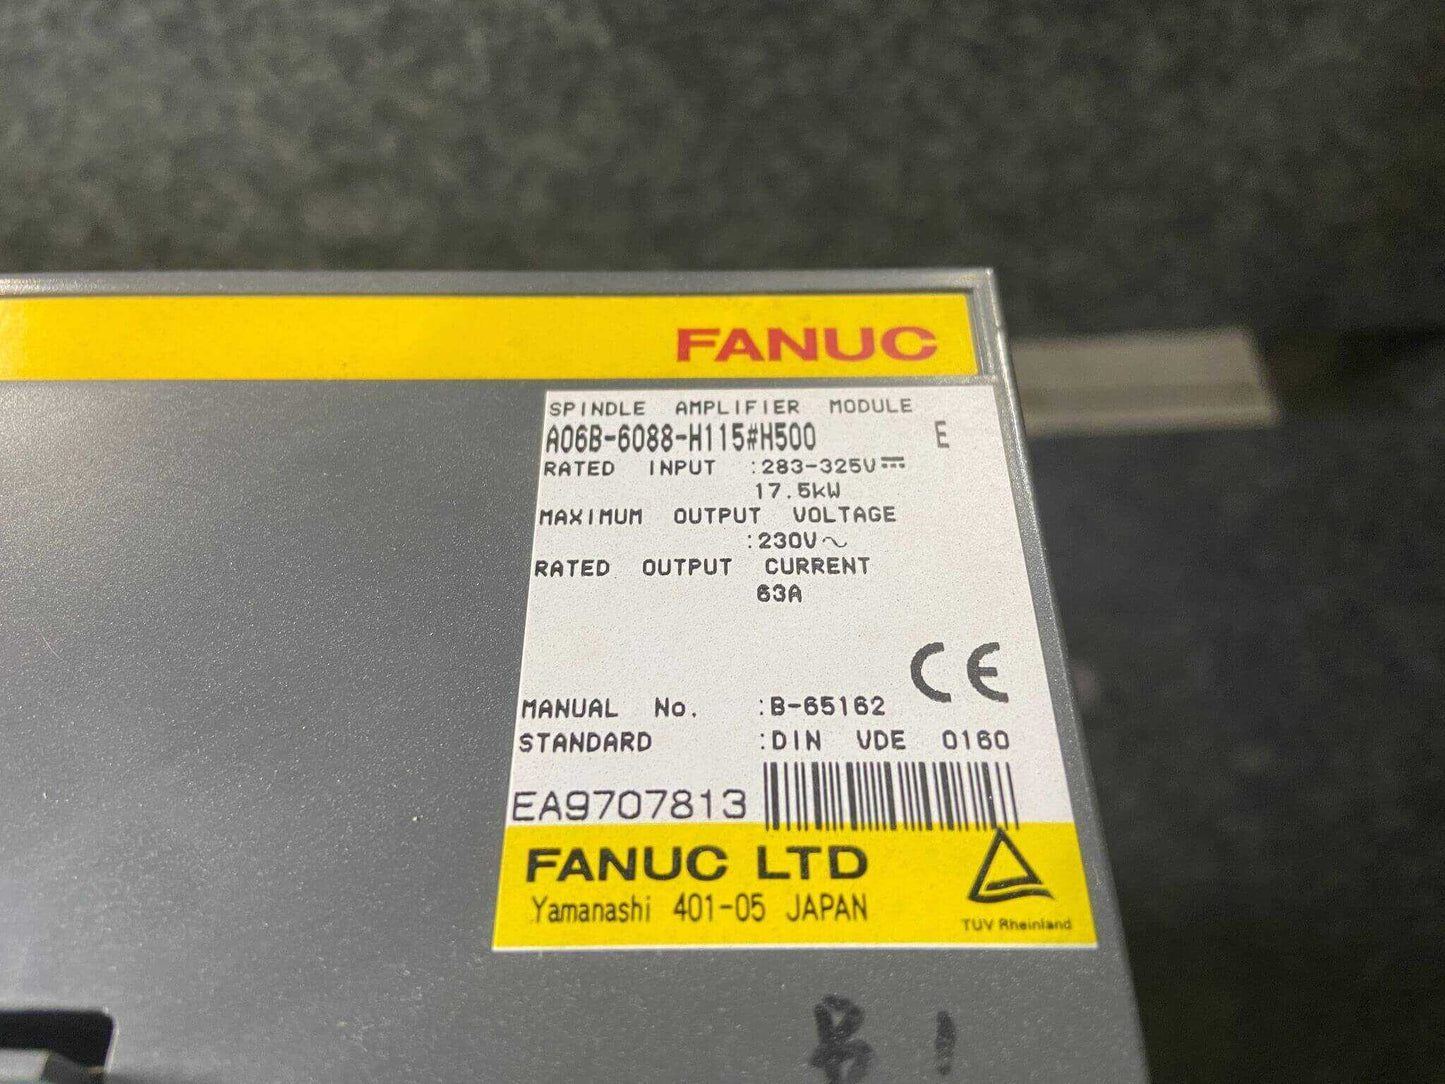 FANUC
SPINDLE AMPLIFIER MODULE
A06B-6088-H115#H500 E
RATED INPUT :283-325V⎓
17.5kW
MAXIMUM OUTPUT VOLTAGE
:230V～
RATED OUTPUT CURRENT
63A
CE
MANUAL No. :B-65162
STANDARD :DIN VDE 0160
EA9707813
FANUC LTD
Yamanashi 401-05 JAPAN
TUV Rheinland